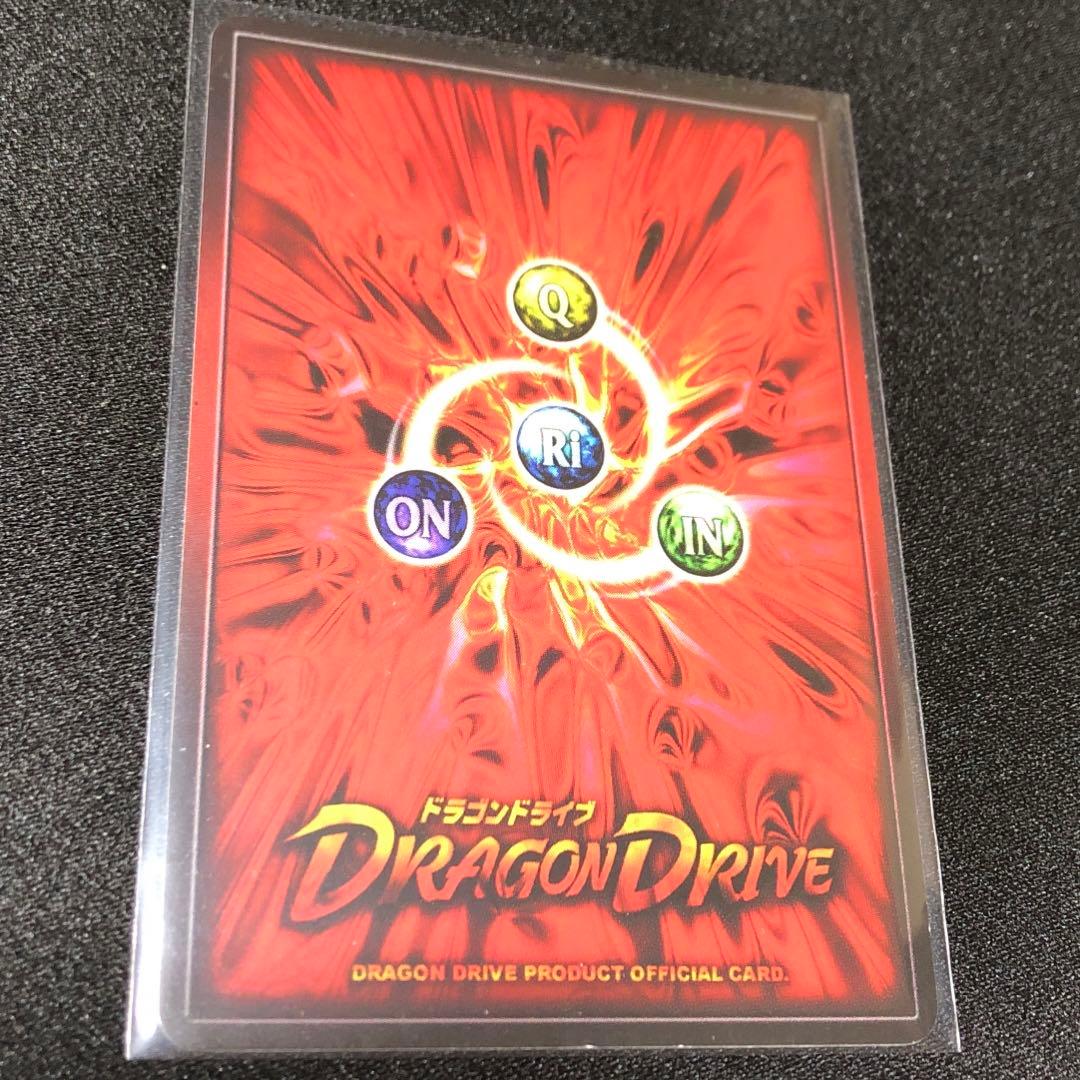 Q
Ri
ON
IN
ドラゴンドライブ
DRAGON DRIVE
DRAGON DRIVE PRODUCT OFFICIAL CARD.